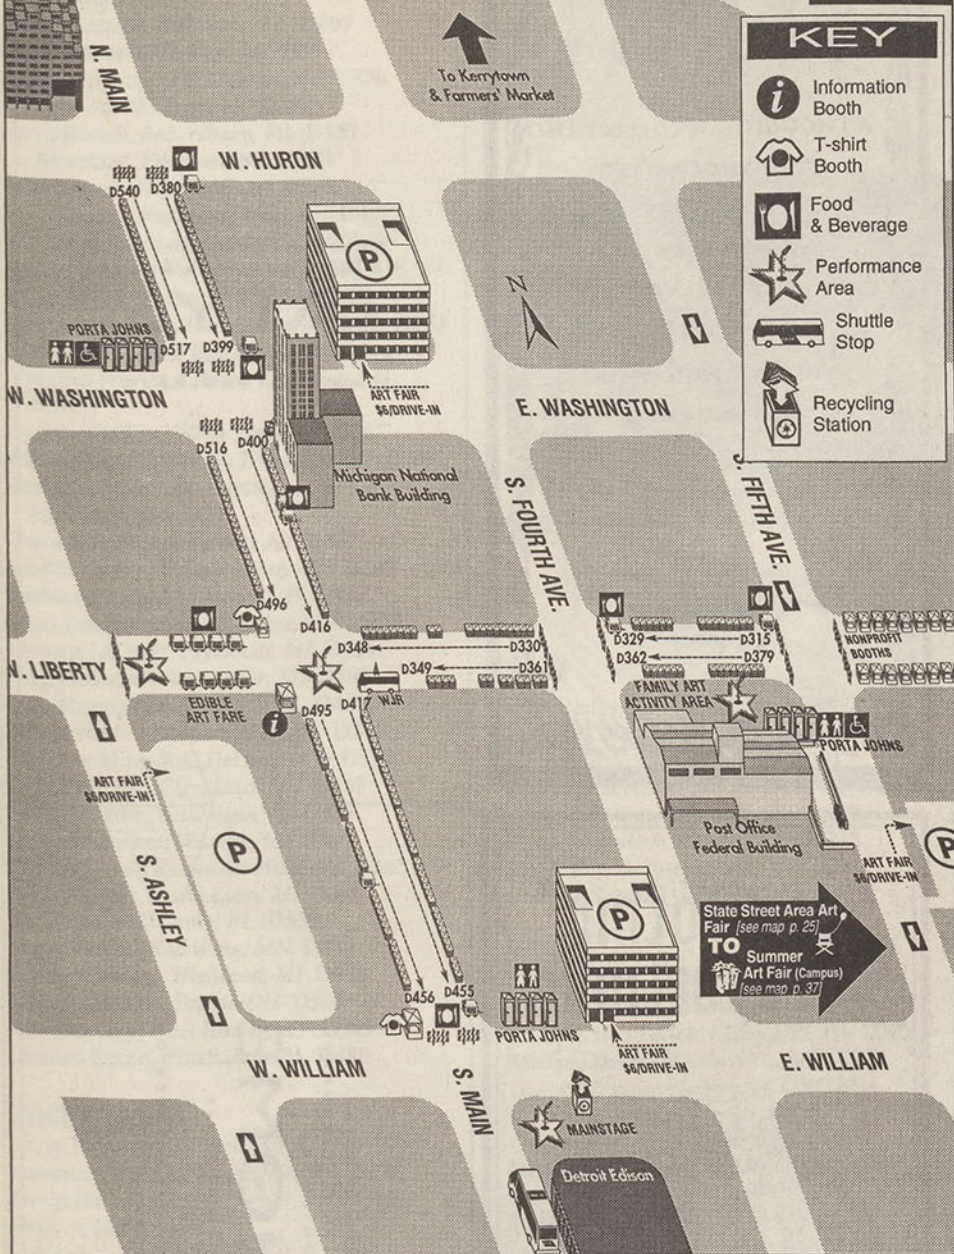 KEY
Information
Booth
T-shirt
Booth
Food
& Beverage
Performance
Area
Shuttle
Stop
Recycling
Station
N. MAIN
To Kerrytown
& Farmers' Market
W. HURON
D540
D380
P
N
PORTA JOHNS
D517
D399
ART FAIR
$6/DRIVE-IN
W. WASHINGTON
E. WASHINGTON
D516
D400
Michigan National
Bank Building
S. FOURTH AVE.
S. FIFTH AVE.
D496
D416
D348
D330
D329
D315
NONPROFIT
BOOTHS
W. LIBERTY
D349
D361
D362
D379
EDIBLE
ART FARE
D495
D417
WJR
FAMILY ART
ACTIVITY AREA
PORTA JOHNS
i
ART FAIR
$6/DRIVE-IN
P
Post Office
Federal Building
P
ART FAIR
$6/DRIVE-IN
S. ASHLEY
P
State Street Area Art
Fair [see map p. 25]
TO
Summer
Art Fair (Campus)
[see map p. 37]
D456
D455
PORTA JOHNS
ART FAIR
$6/DRIVE-IN
W. WILLIAM
E. WILLIAM
S. MAIN
MAINSTAGE
Detroit Edison